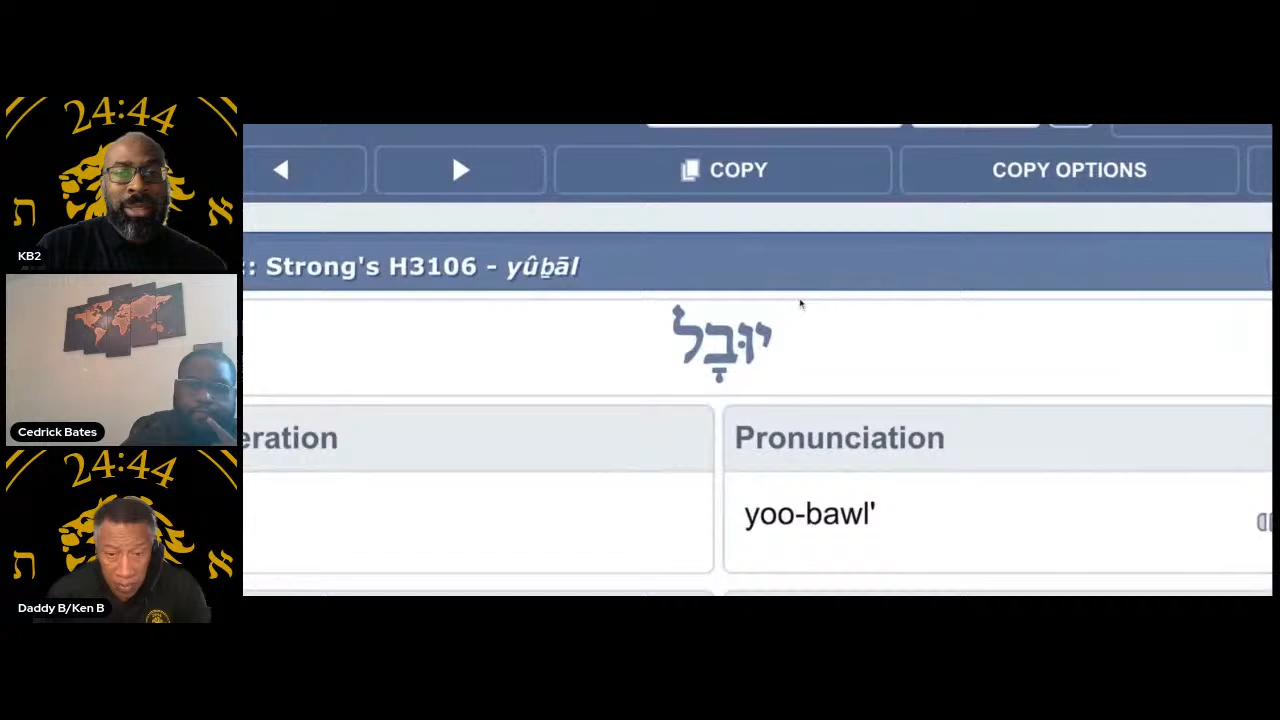 24:44
ת
א
KB2
Cedrick Bates
24:44
ת
א
Daddy B/Ken B
COPY
COPY OPTIONS
:: Strong's H3106 - yûḇāl
יוּבָל
eration
Pronunciation
yoo-bawl'